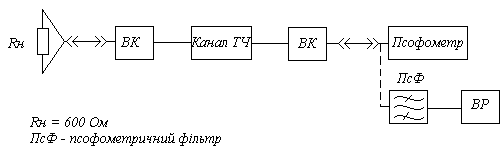 Rн
ВК
Канал ТЧ
ВК
Псофометр
ПсФ
ВР
Rн = 600 Ом
ПсФ - псофометричний фільтр